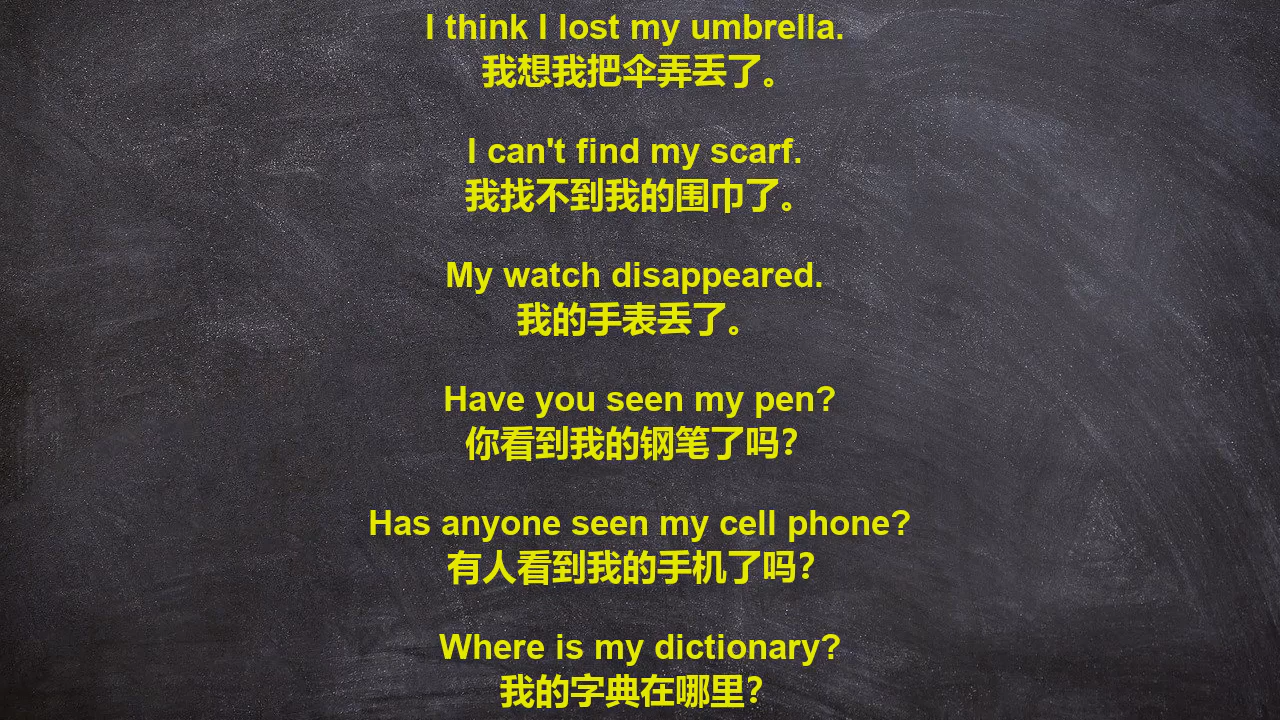 I think I lost my umbrella.
我想我把伞弄丢了。
I can't find my scarf.
我找不到我的围巾了。
My watch disappeared.
我的手表丢了。
Have you seen my pen?
你看到我的钢笔了吗?
Has anyone seen my cell phone?
有人看到我的手机了吗?
Where is my dictionary?
我的字典在哪里?